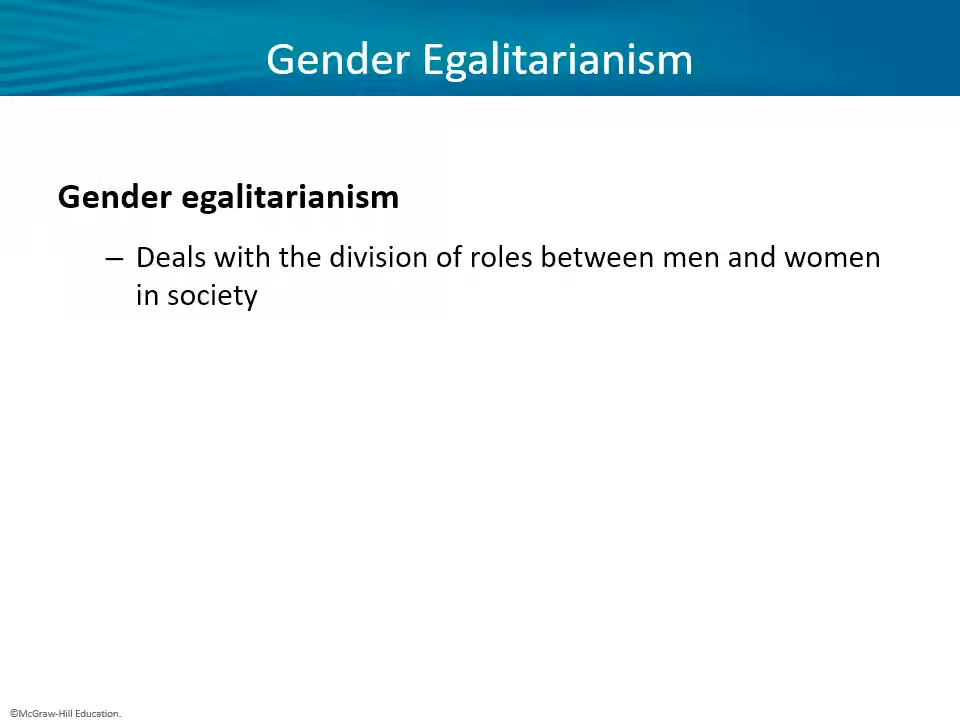 Gender Egalitarianism
Gender egalitarianism
– Deals with the division of roles between men and women
in society
©McGraw-Hill Education.